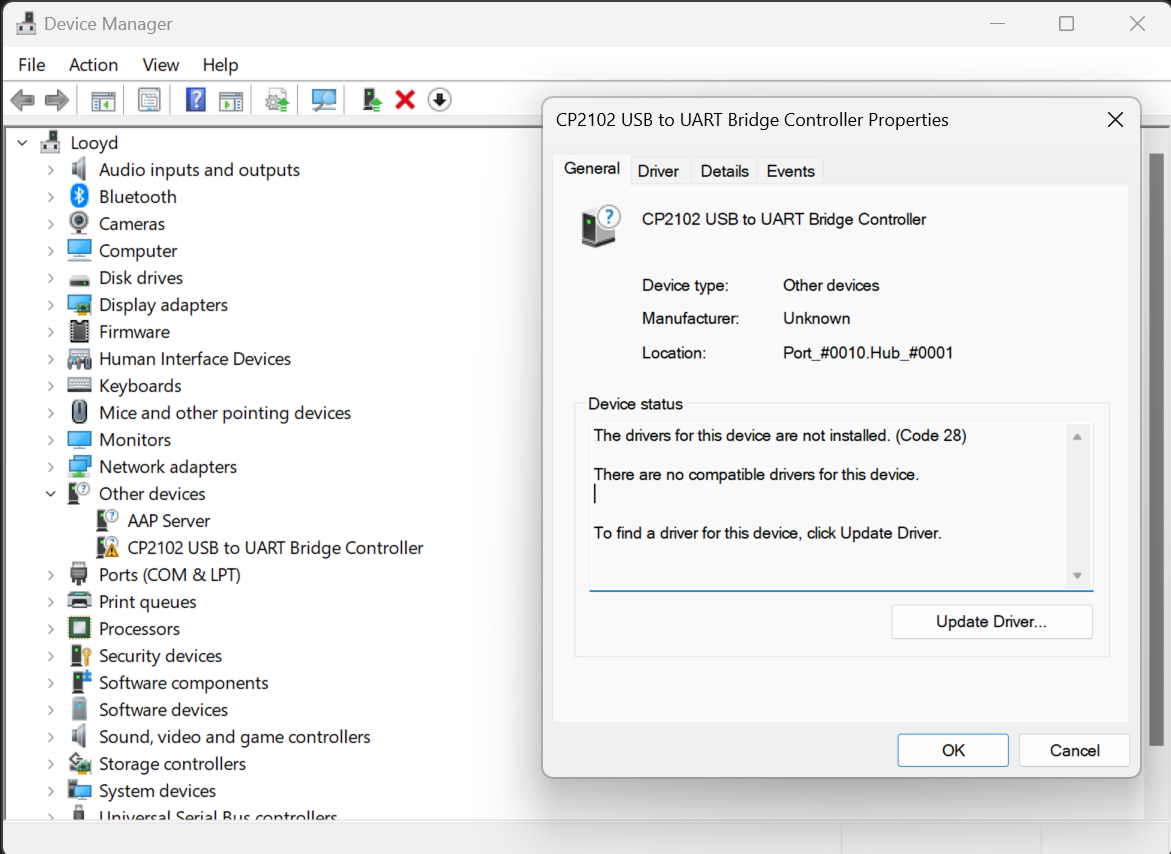 Device Manager
File Action View Help
Looyd
Audio inputs and outputs
Bluetooth
Cameras
Computer
Disk drives
Display adapters
Firmware
Human Interface Devices
Keyboards
Mice and other pointing devices
Monitors
Network adapters
Other devices
AAP Server
CP2102 USB to UART Bridge Controller
Ports (COM & LPT)
Print queues
Processors
Security devices
Software components
Software devices
Sound, video and game controllers
Storage controllers
System devices
Universal Serial Bus controllers
CP2102 USB to UART Bridge Controller Properties
General Driver Details Events
CP2102 USB to UART Bridge Controller
Device type: Other devices
Manufacturer: Unknown
Location: Port_#0010.Hub_#0001
Device status
The drivers for this device are not installed. (Code 28)
There are no compatible drivers for this device.
To find a driver for this device, click Update Driver.
Update Driver...
OK Cancel